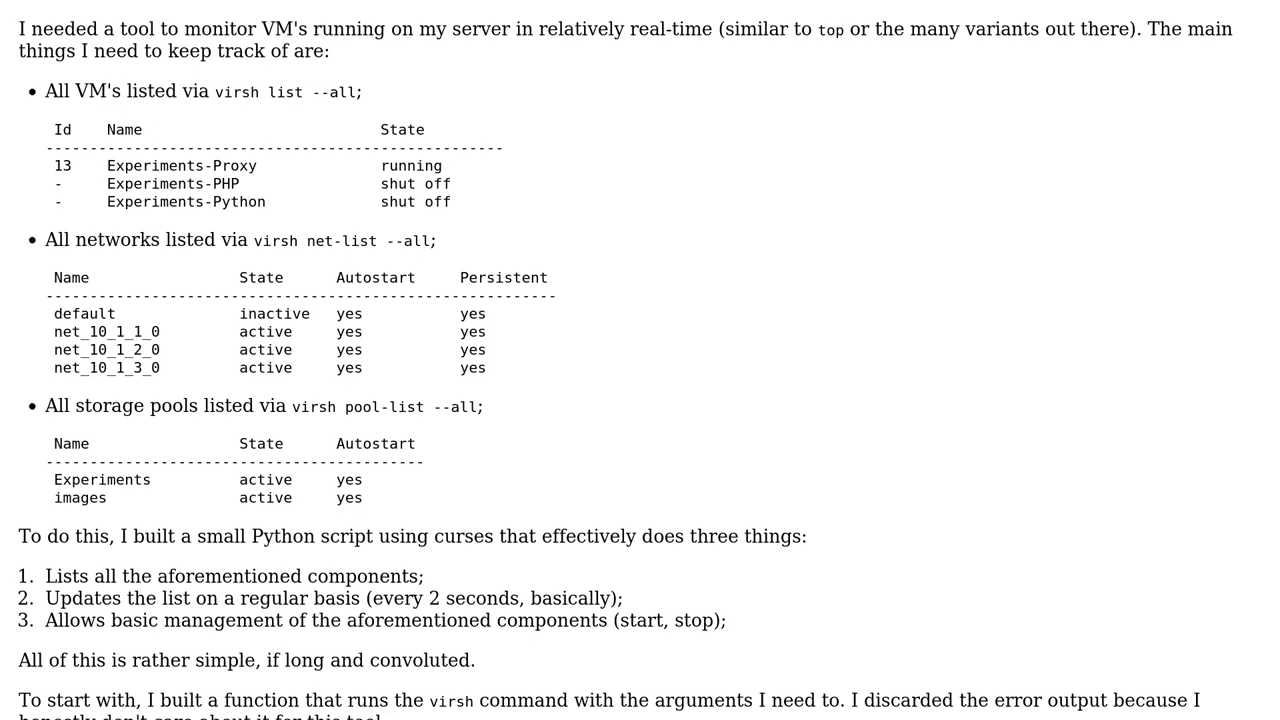 I needed a tool to monitor VM's running on my server in relatively real-time (similar to top or the many variants out there). The main
things I need to keep track of are:
• All VM's listed via virsh list --all;
Id    Name                           State
----------------------------------------------------
13    Experiments-Proxy              running
-     Experiments-PHP                shut off
-     Experiments-Python             shut off
• All networks listed via virsh net-list --all;
Name                 State      Autostart     Persistent
----------------------------------------------------------
default              inactive   yes           yes
net_10_1_1_0         active     yes           yes
net_10_1_2_0         active     yes           yes
net_10_1_3_0         active     yes           yes
• All storage pools listed via virsh pool-list --all;
Name                 State      Autostart
-------------------------------------------
Experiments          active     yes
images               active     yes
To do this, I built a small Python script using curses that effectively does three things:
1. Lists all the aforementioned components;
2. Updates the list on a regular basis (every 2 seconds, basically);
3. Allows basic management of the aforementioned components (start, stop);
All of this is rather simple, if long and convoluted.
To start with, I built a function that runs the virsh command with the arguments I need to. I discarded the error output because I
honestly don't care about it for this tool.